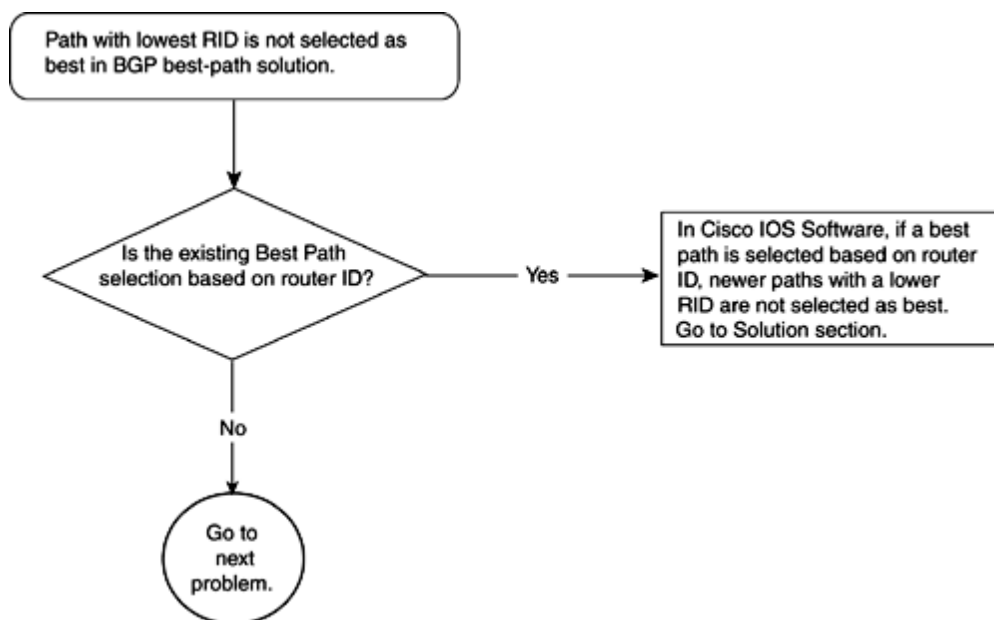 Path with lowest RID is not selected as
best in BGP best-path solution.
Is the existing Best Path
selection based on router ID?
Yes
In Cisco IOS Software, if a best
path is selected based on router
ID, newer paths with a lower
RID are not selected as best.
Go to Solution section.
No
Go to
next
problem.